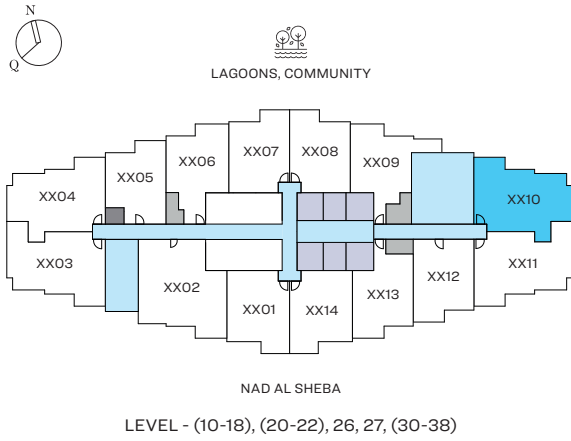 N
Q
LAGOONS, COMMUNITY
XX07 XX08
XX06 XX09
XX05
XX04 XX10
XX03 XX11
XX02 XX12
XX13
XX01 XX14
NAD AL SHEBA
LEVEL - (10-18), (20-22), 26, 27, (30-38)